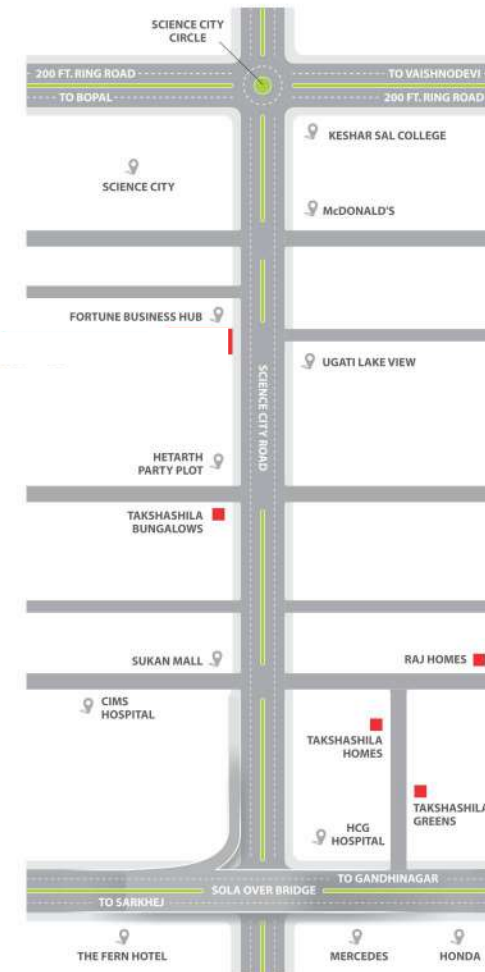 SCIENCE CITY
CIRCLE
200 FT. RING ROAD
TO VAISHNODEVI
TO BOPAL
200 FT. RING ROAD
KESHAR SAL COLLEGE
SCIENCE CITY
McDONALD'S
FORTUNE BUSINESS HUB
UGATI LAKE VIEW
SCIENCE CITY ROAD
HETARTH
PARTY PLOT
TAKSHASHILA
BUNGALOWS
SUKAN MALL
RAJ HOMES
CIMS
HOSPITAL
TAKSHASHILA
HOMES
TAKSHASHILA
GREENS
HCG
HOSPITAL
TO GANDHINAGAR
SOLA OVER BRIDGE
TO SARKHEJ
THE FERN HOTEL
MERCEDES
HONDA